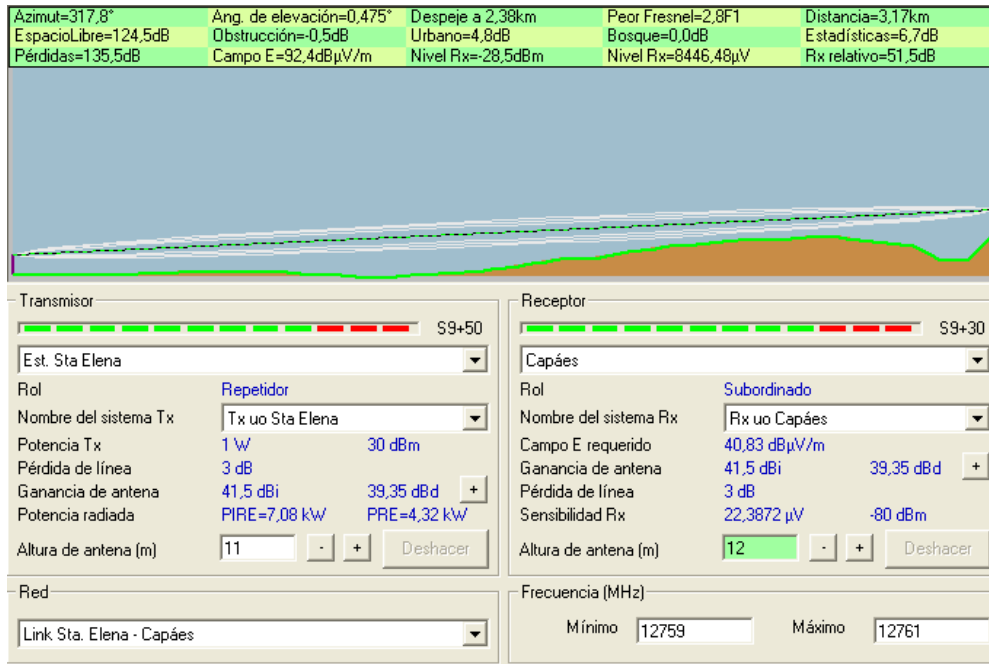 Azimut=317,8° Ang. de elevación=0,475° Despeje a 2,38km Peor Fresnel=2,8F1 Distancia=3,17km
EspacioLibre=124,5dB Obstrucción=-0,5dB Urbano=4,8dB Bosque=0,0dB Estadísticas=6,7dB
Pérdidas=135,5dB Campo E=92,4dBµV/m Nivel Rx=-28,5dBm Nivel Rx=8446,48µV Rx relativo=51,5dB
Transmisor
S9+50
Est. Sta Elena
Rol Repetidor
Nombre del sistema Tx Tx uo Sta Elena
Potencia Tx 1 W 30 dBm
Pérdida de línea 3 dB
Ganancia de antena 41,5 dBi 39,35 dBd +
Potencia radiada PIRE=7,08 kW PRE=4,32 kW
Altura de antena (m) 11 - + Deshacer
Red
Link Sta. Elena - Capáes
Receptor
S9+30
Capáes
Rol Subordinado
Nombre del sistema Rx Rx uo Capáes
Campo E requerido 40,83 dBµV/m
Ganancia de antena 41,5 dBi 39,35 dBd +
Pérdida de línea 3 dB
Sensibilidad Rx 22,3872 µV -80 dBm
Altura de antena (m) 12 - + Deshacer
Frecuencia (MHz)
Mínimo 12759 Máximo 12761